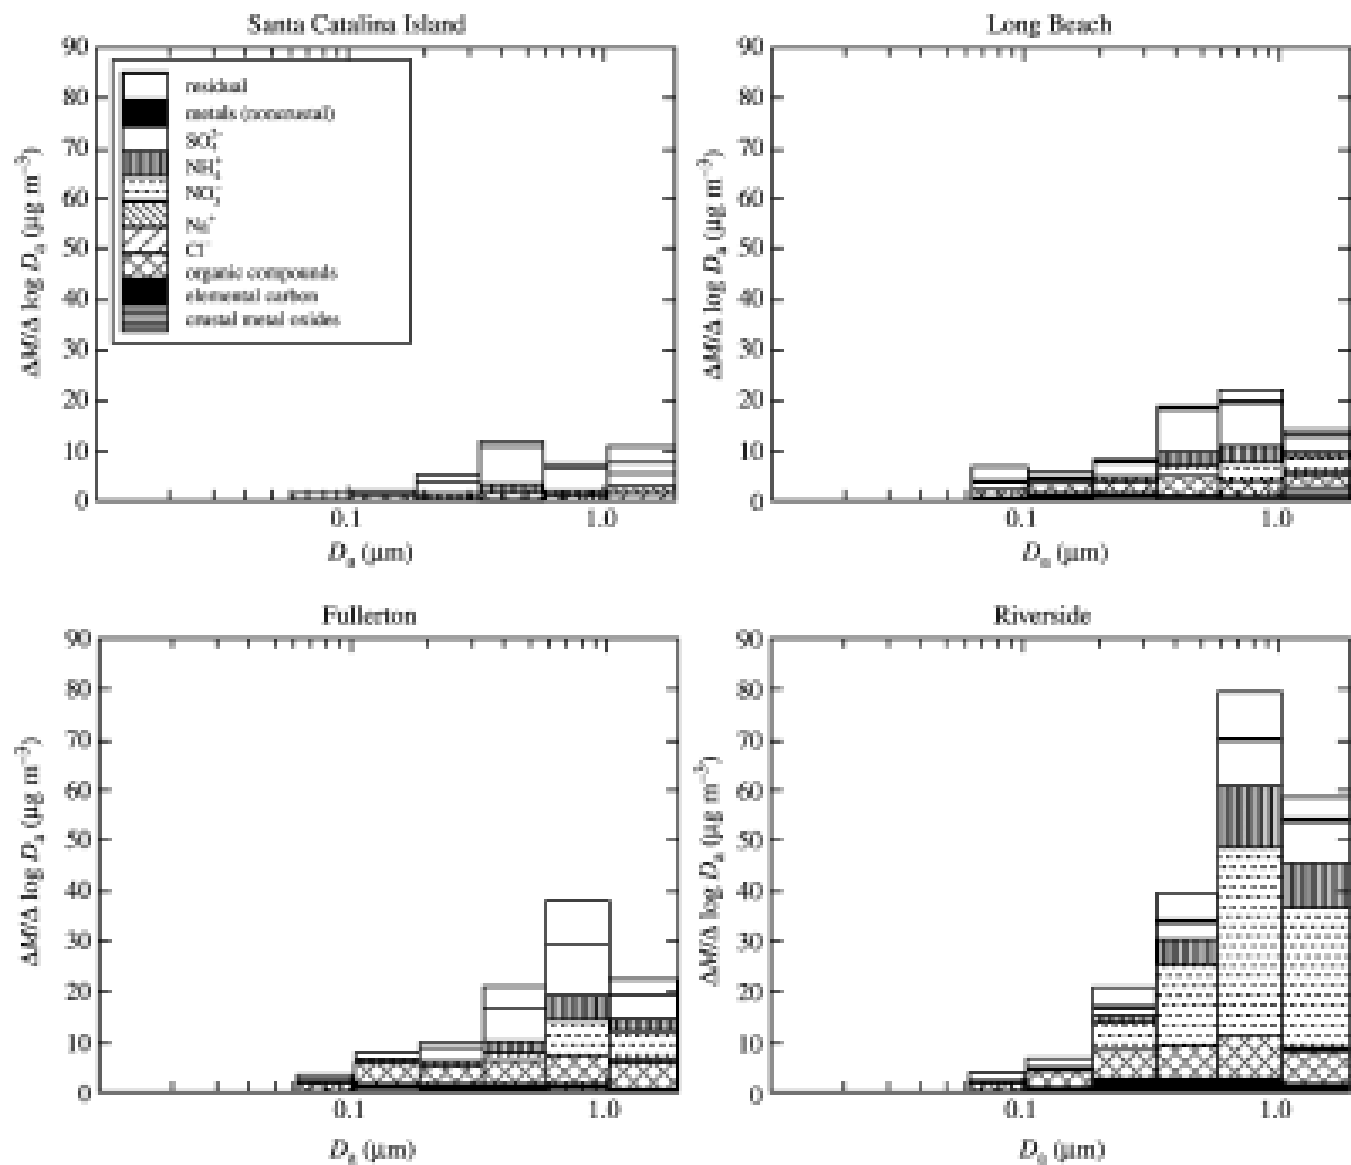 Santa Catalina Island
90
80
70
60
50
40
30
20
10
0
ΔM/Δ log Dₐ (μg m⁻³)
residual
metals (noncrustal)
SO₄²⁻
NH₄⁺
NO₃⁻
Na⁺
Cl⁻
organic compounds
elemental carbon
crustal metal oxides
0.1
1.0
Dₐ (μm)
Long Beach
90
80
70
60
50
40
30
20
10
0
ΔM/Δ log Dₐ (μg m⁻³)
0.1
1.0
Dₐ (μm)
Fullerton
90
80
70
60
50
40
30
20
10
0
ΔM/Δ log Dₐ (μg m⁻³)
0.1
1.0
Dₐ (μm)
Riverside
90
80
70
60
50
40
30
20
10
0
ΔM/Δ log Dₐ (μg m⁻³)
0.1
1.0
Dₐ (μm)